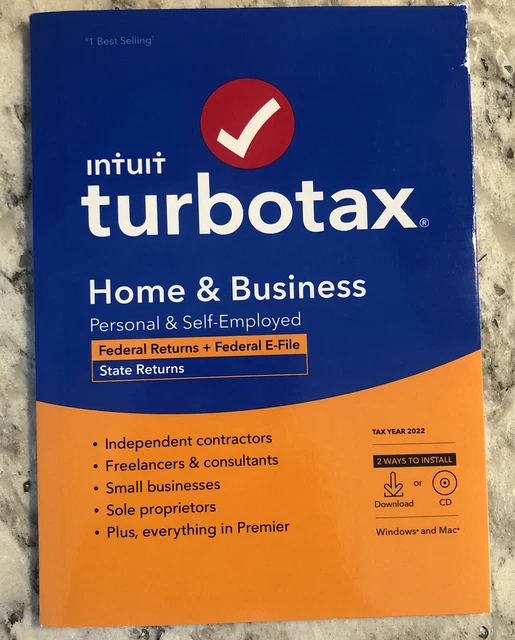 #1 Best Selling†
ıntuıt
turbotax®
Home & Business
Personal & Self-Employed
Federal Returns + Federal E-File
State Returns
• Independent contractors
• Freelancers & consultants
• Small businesses
• Sole proprietors
• Plus, everything in Premier
TAX YEAR 2022
2 WAYS TO INSTALL
Download or CD
Windows® and Mac®